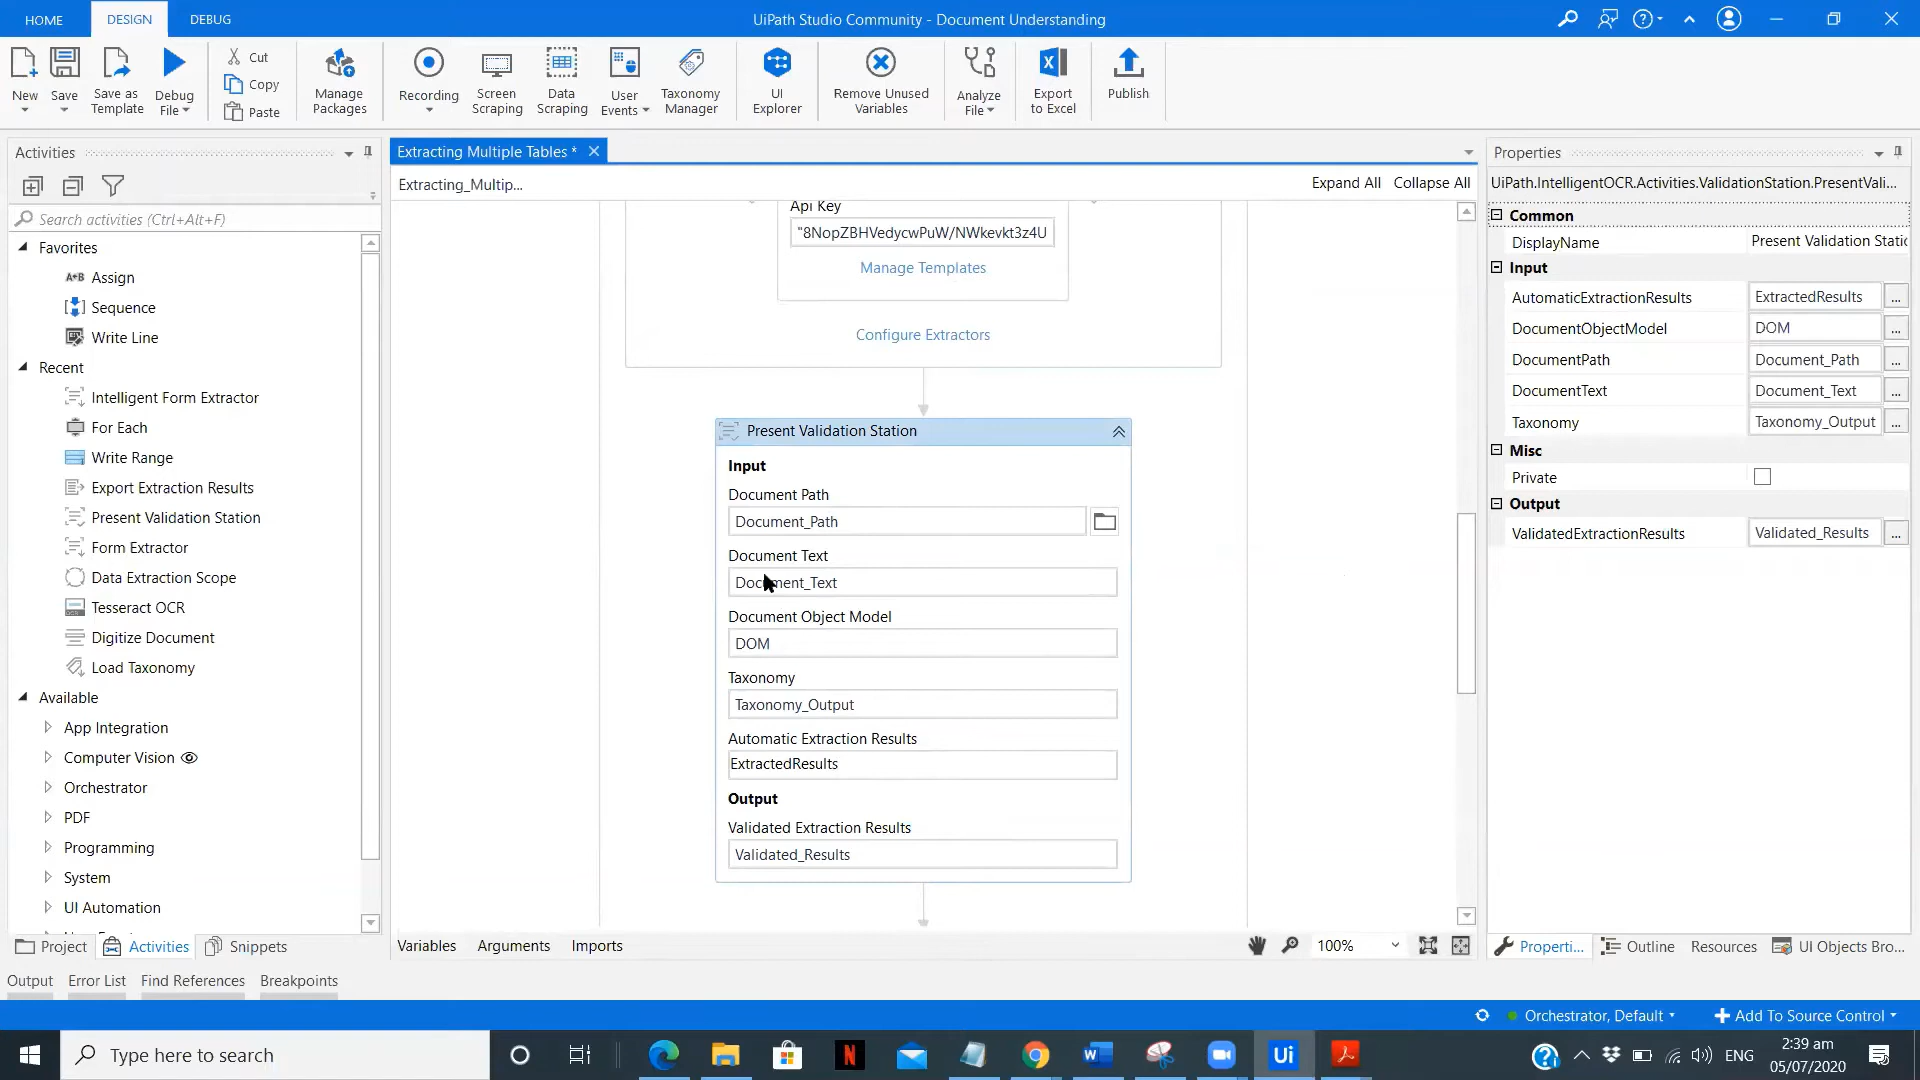 HOME
DESIGN
DEBUG
UiPath Studio Community - Document Understanding
New
Save
Save as Template
Debug File
Cut
Copy
Paste
Manage Packages
Recording
Screen Scraping
Data Scraping
User Events
Taxonomy Manager
UI Explorer
Remove Unused Variables
Analyze File
Export to Excel
Publish
Activities
Search activities (Ctrl+Alt+F)
Favorites
Assign
Sequence
Write Line
Recent
Intelligent Form Extractor
For Each
Write Range
Export Extraction Results
Present Validation Station
Form Extractor
Data Extraction Scope
Tesseract OCR
Digitize Document
Load Taxonomy
Available
App Integration
Computer Vision
Orchestrator
PDF
Programming
System
UI Automation
Project
Activities
Snippets
Extracting Multiple Tables *
Extracting_Multip...
Expand All
Collapse All
Api Key
"8NopZBHVedycwPuW/NWkevkt3z4U
Manage Templates
Configure Extractors
Present Validation Station
Input
Document Path
Document_Path
Document Text
Document_Text
Document Object Model
DOM
Taxonomy
Taxonomy_Output
Automatic Extraction Results
ExtractedResults
Output
Validated Extraction Results
Validated_Results
Variables
Arguments
Imports
100%
Properties
UiPath.IntelligentOCR.Activities.ValidationStation.PresentVali...
Common
DisplayName Present Validation Static
Input
AutomaticExtractionResults ExtractedResults ...
DocumentObjectModel DOM ...
DocumentPath Document_Path ...
DocumentText Document_Text ...
Taxonomy Taxonomy_Output ...
Misc
Private
Output
ValidatedExtractionResults Validated_Results ...
Properti...
Outline
Resources
UI Objects Bro...
Output
Error List
Find References
Breakpoints
Orchestrator, Default
Add To Source Control
Type here to search
ENG
2:39 am
05/07/2020